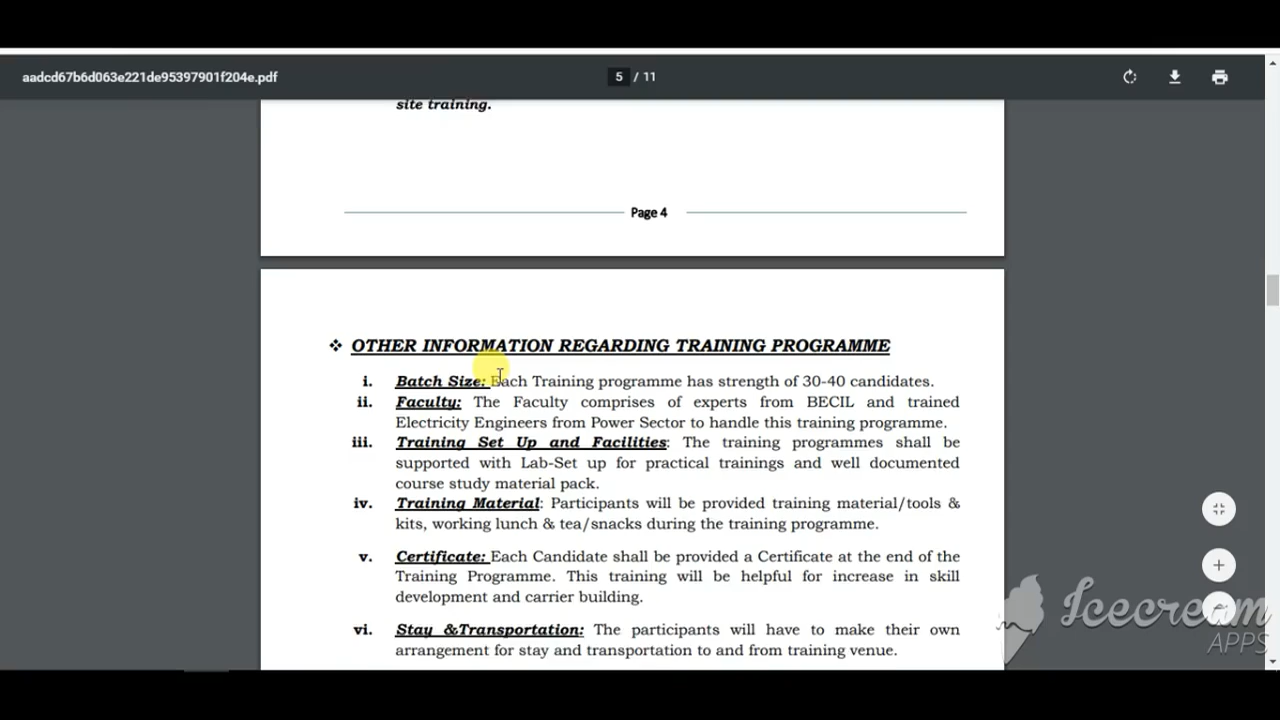 aadcd67b6d063e221de95397901f204e.pdf
5 / 11
site training.
Page 4
❖ OTHER INFORMATION REGARDING TRAINING PROGRAMME
i. Batch Size: Each Training programme has strength of 30-40 candidates.
ii. Faculty: The Faculty comprises of experts from BECIL and trained
Electricity Engineers from Power Sector to handle this training programme.
iii. Training Set Up and Facilities: The training programmes shall be
supported with Lab-Set up for practical trainings and well documented
course study material pack.
iv. Training Material: Participants will be provided training material/tools &
kits, working lunch & tea/snacks during the training programme.
v. Certificate: Each Candidate shall be provided a Certificate at the end of the
Training Programme. This training will be helpful for increase in skill
development and carrier building.
vi. Stay &Transportation: The participants will have to make their own
arrangement for stay and transportation to and from training venue.
Icecream
APPS